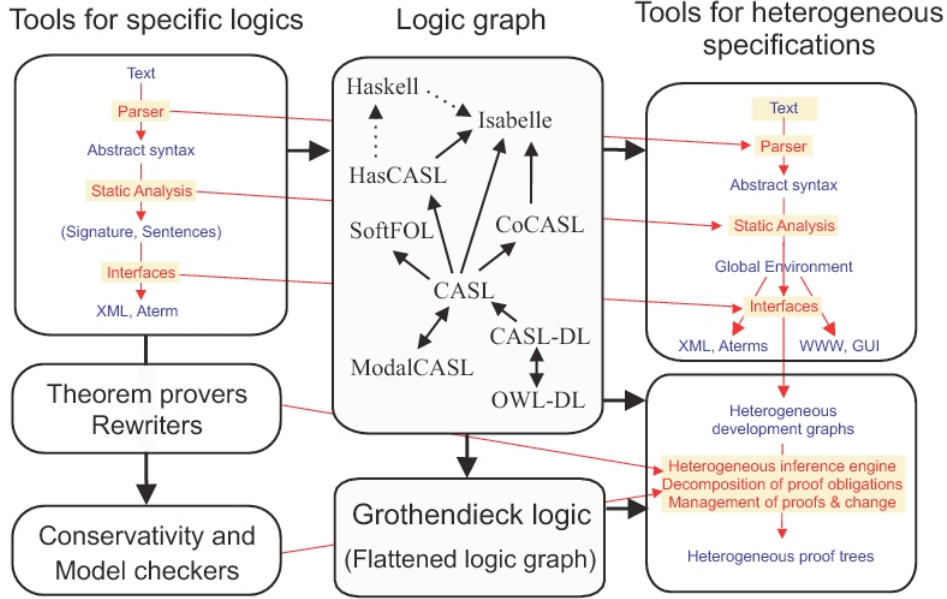 Tools for specific logics
Text
Parser
Abstract syntax
Static Analysis
(Signature, Sentences)
Interfaces
XML, Aterm
Theorem provers
Rewriters
Conservativity and
Model checkers
Logic graph
Haskell
Isabelle
HasCASL
SoftFOL
CoCASL
CASL
CASL-DL
ModalCASL
OWL-DL
Grothendieck logic
(Flattened logic graph)
Tools for heterogeneous
specifications
Text
Parser
Abstract syntax
Static Analysis
Global Environment
Interfaces
XML, Aterms
WWW, GUI
Heterogeneous
development graphs
Heterogeneous inference engine
Decomposition of proof obligations
Management of proofs & change
Heterogeneous proof trees